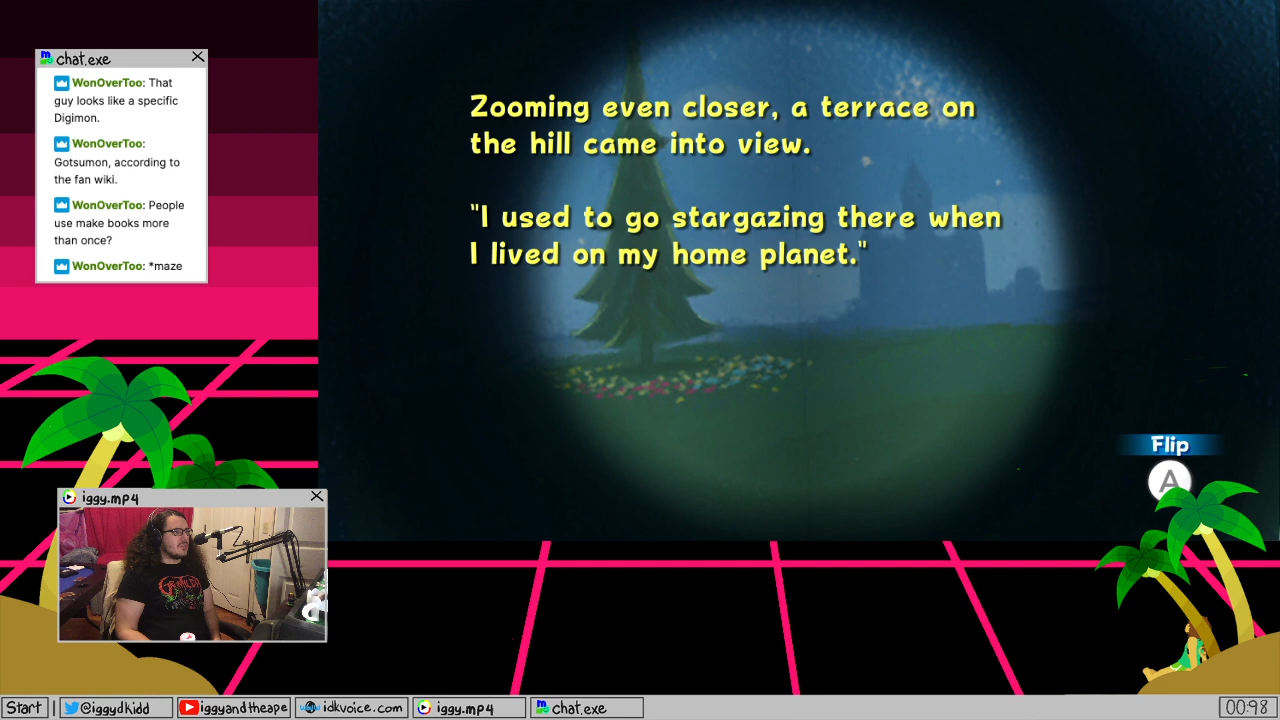 chat.exe
WonOverToo: That
guy looks like a specific
Digimon.
WonOverToo:
Gotsumon, according to
the fan wiki.
WonOverToo: People
use make books more
than once?
WonOverToo: *maze
Zooming even closer, a terrace on
the hill came into view.
"I used to go stargazing there when
I lived on my home planet."
Flip
A
iggy.mp4
Start
@iggydkidd
iggyandtheape
www idkvoice.com
iggy.mp4
chat.exe
00:98